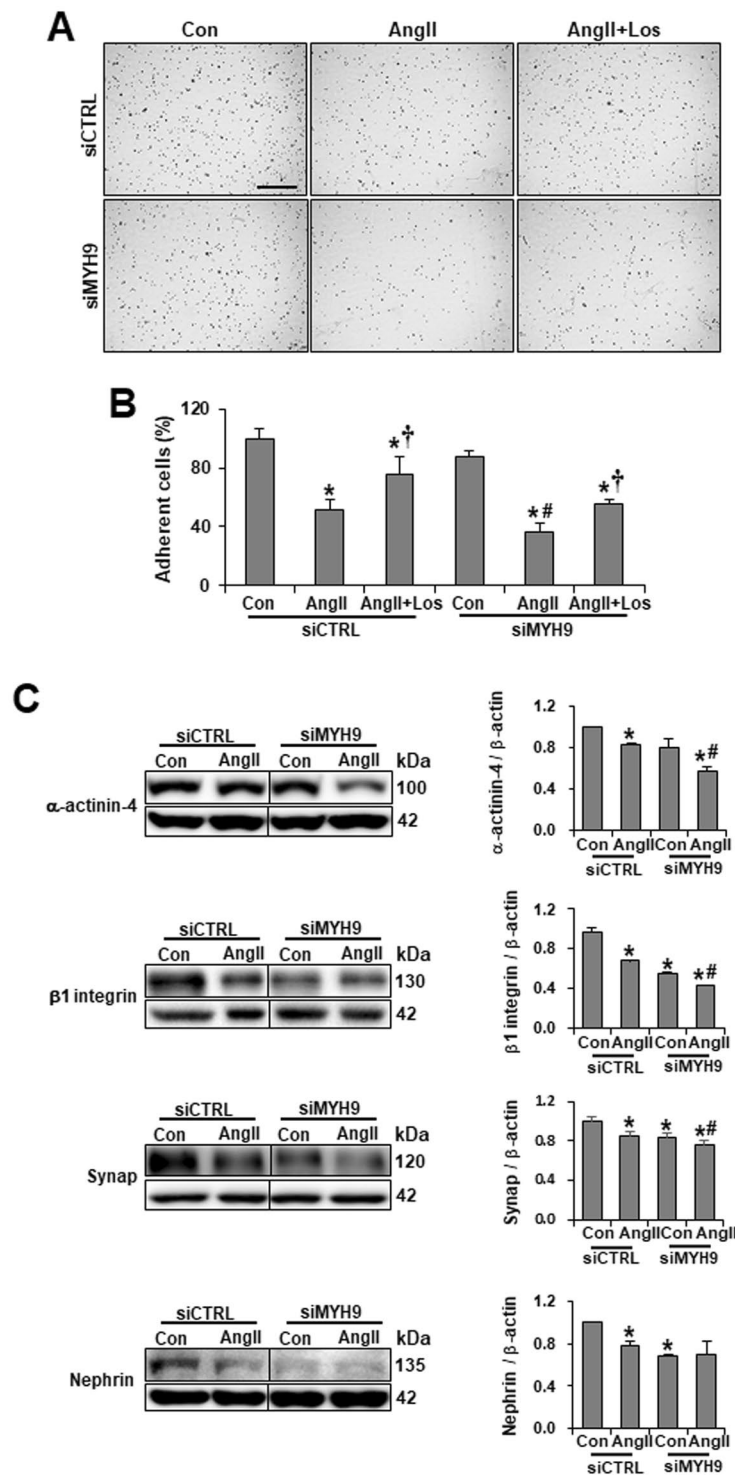 A
Con AngII AngII+Los
siCTRL
siMYH9
B
Adherent cells (%)
120
80
40
0
* *† *# *†
Con AngII AngII+Los Con AngII AngII+Los
siCTRL siMYH9
C
siCTRL siMYH9
Con AngII Con AngII kDa
α-actinin-4
100
42
α-actinin-4 / β-actin
1.2
0.8
0.4
0.0
* *#
Con AngII Con AngII
siCTRL siMYH9
siCTRL siMYH9
Con AngII Con AngII kDa
β1 integrin
130
42
β1 integrin / β-actin
1.2
0.8
0.4
0.0
* * *#
Con AngII Con AngII
siCTRL siMYH9
siCTRL siMYH9
Con AngII Con AngII kDa
Synap
120
42
Synap / β-actin
1.2
0.8
0.4
0.0
* * *#
Con AngII Con AngII
siCTRL siMYH9
siCTRL siMYH9
Con AngII Con AngII kDa
Nephrin
135
42
Nephrin / β-actin
1.2
0.8
0.4
0.0
* *
Con AngII Con AngII
siCTRL siMYH9